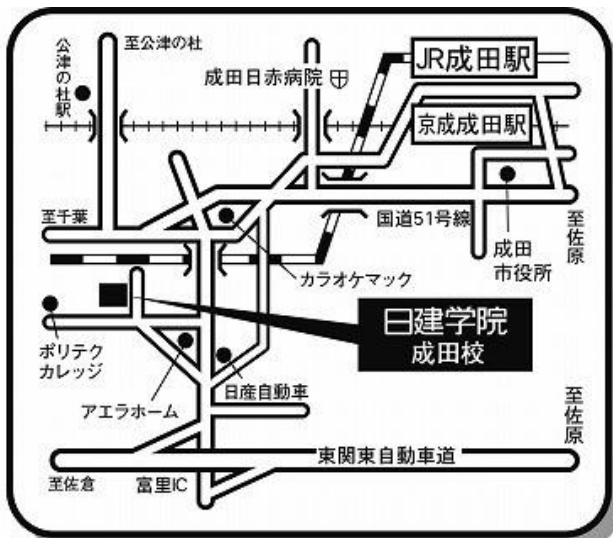 公津の杜駅
至公津の杜
成田日赤病院
JR成田駅
京成成田駅
至千葉
国道51号線
成田
市役所
至佐原
カラオケマック
日建学院
成田校
ポリテク
カレッジ
アエラホーム
日産自動車
至佐原
東関東自動車道
至佐倉
富里IC